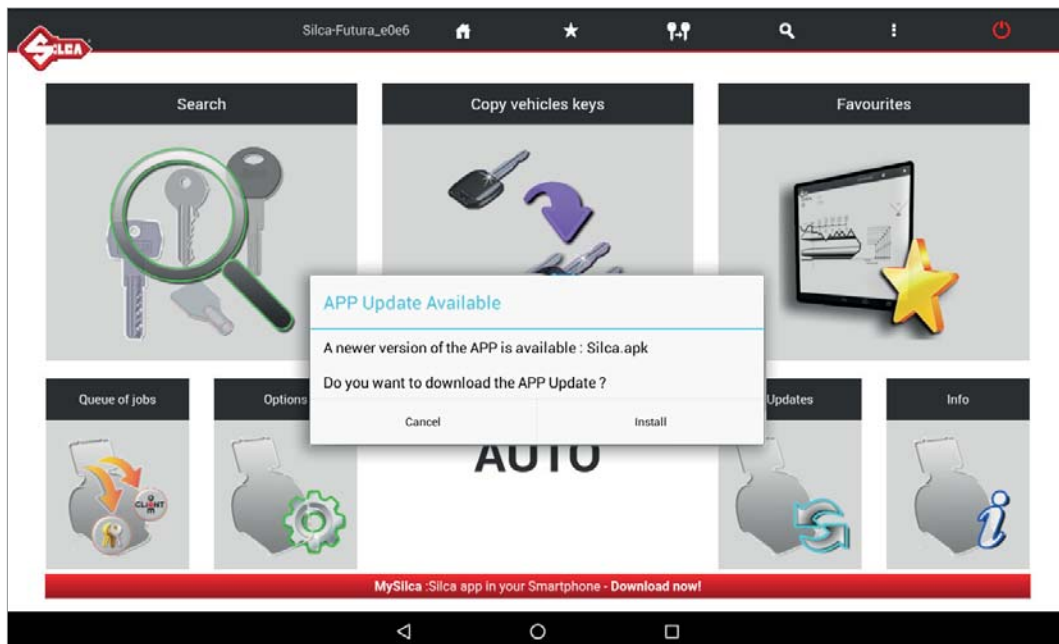 SILCA
Silca-Futura_e0e6
Search
Copy vehicles keys
Favourites
APP Update Available
A newer version of the APP is available : Silca.apk
Do you want to download the APP Update ?
Cancel
Install
Queue of jobs
Options
AUTO
Updates
Info
CLIENT
MySilca :Silca app in your Smartphone - Download now!